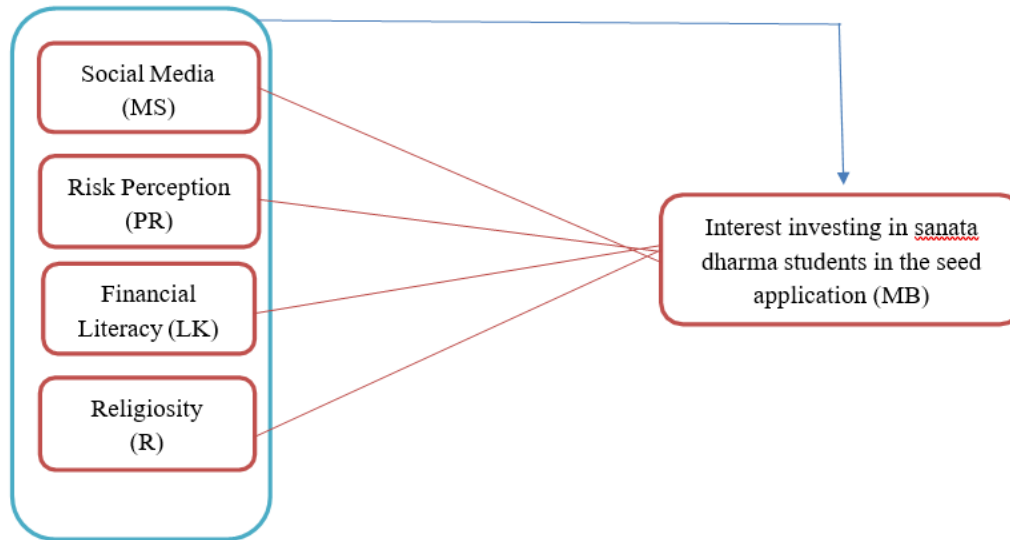 Social Media
(MS)
Risk Perception
(PR)
Financial
Literacy (LK)
Religiosity
(R)
Interest investing in sanata
dharma students in the seed
application (MB)